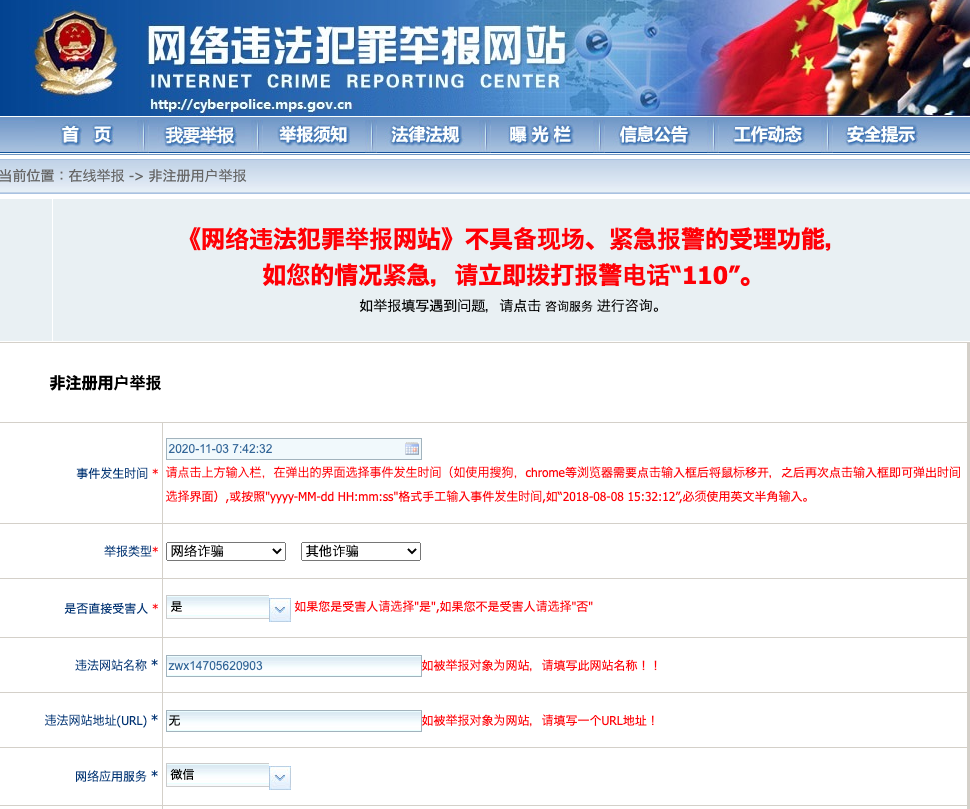 网络违法犯罪举报网站
INTERNET CRIME REPORTING CENTER
http://cyberpolice.mps.gov.cn
首 页 我要举报 举报须知 法律法规 曝光栏 信息公告 工作动态 安全提示
当前位置：在线举报 -> 非注册用户举报
《网络违法犯罪举报网站》不具备现场、紧急报警的受理功能,
如您的情况紧急，请立即拨打报警电话“110”。
如举报填写遇到问题，请点击 咨询服务 进行咨询。
非注册用户举报
2020-11-03 7:42:32
事件发生时间 * 请点击上方输入栏，在弹出的界面选择事件发生时间（如使用搜狗，chrome等浏览器需要点击输入框后将鼠标移开，之后再次点击输入框即可弹出时间
选择界面）,或按照"yyyy-MM-dd HH:mm:ss"格式手工输入事件发生时间,如“2018-08-08 15:32:12”,必须使用英文半角输入。
举报类型* 网络诈骗 其他诈骗
是否直接受害人 * 是 如果您是受害人请选择"是",如果您不是受害人请选择"否"
违法网站名称 * zwx14705620903 如被举报对象为网站，请填写此网站名称！！
违法网站地址(URL) * 无 如被举报对象为网站，请填写一个URL地址！
网络应用服务 * 微信